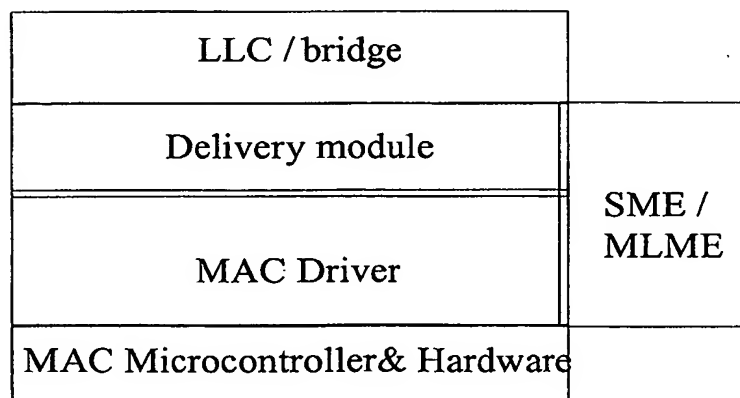 LLC / bridge
Delivery module
MAC Driver
SME /
MLME
MAC Microcontroller& Hardware